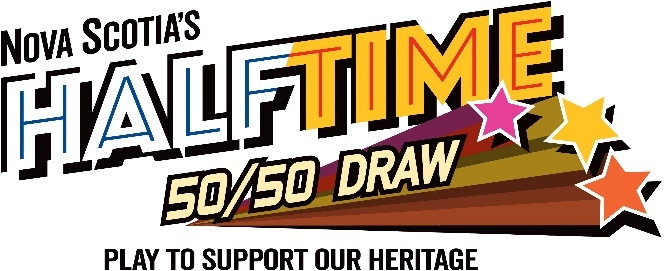 NOVA SCOTIA'S
HALFTIME
50/50 DRAW
PLAY TO SUPPORT OUR HERITAGE